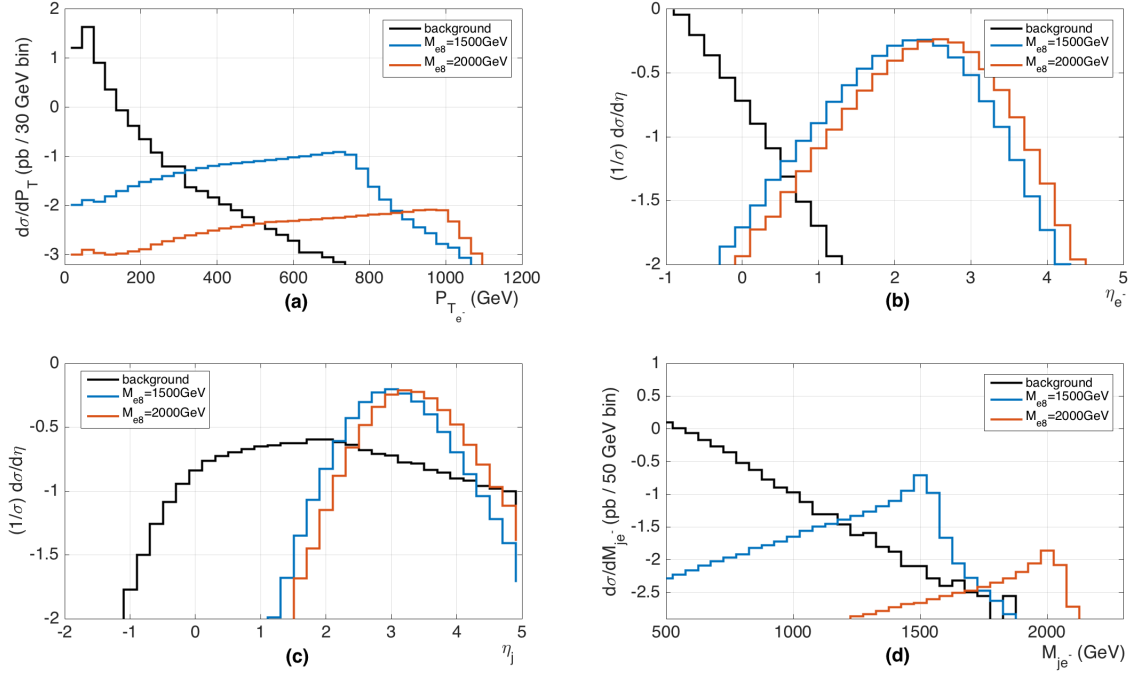 background
M_e8=1500GeV
M_e8=2000GeV
2
1
0
-1
-2
-3
dσ/dP_T (pb / 30 GeV bin)
0 200 400 600 800 1000 1200
(a)
P_T_e⁻ (GeV)
background
M_e8=1500GeV
M_e8=2000GeV
0
-0.5
-1
-1.5
-2
(1/σ) dσ/dη
-1 0 1 2 3 4 5
(b)
η_e⁻
background
M_e8=1500GeV
M_e8=2000GeV
0
-0.5
-1
-1.5
-2
(1/σ) dσ/dη
-2 -1 0 1 2 3 4 5
(c)
η_j
background
M_e8=1500GeV
M_e8=2000GeV
1
0.5
0
-0.5
-1
-1.5
-2
-2.5
dσ/dM_je⁻ (pb / 50 GeV bin)
500 1000 1500 2000
(d)
M_je⁻ (GeV)